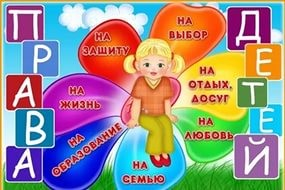 ПРАВА
ДЕТЕЙ
НА
ЗАЩИТУ
НА
ВЫБОР
НА
ОТДЫХ,
ДОСУГ
НА
ЛЮБОВЬ
НА
СЕМЬЮ
НА
ОБРАЗОВАНИЕ
НА
ЖИЗНЬ